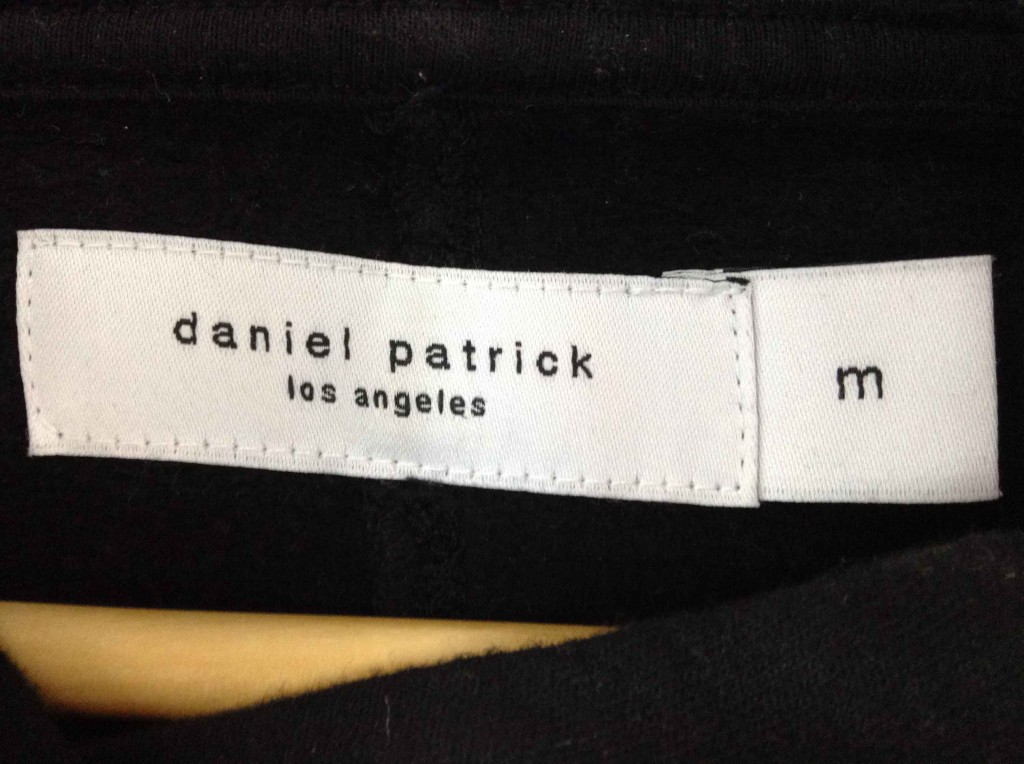 daniel patrick
los angeles
m